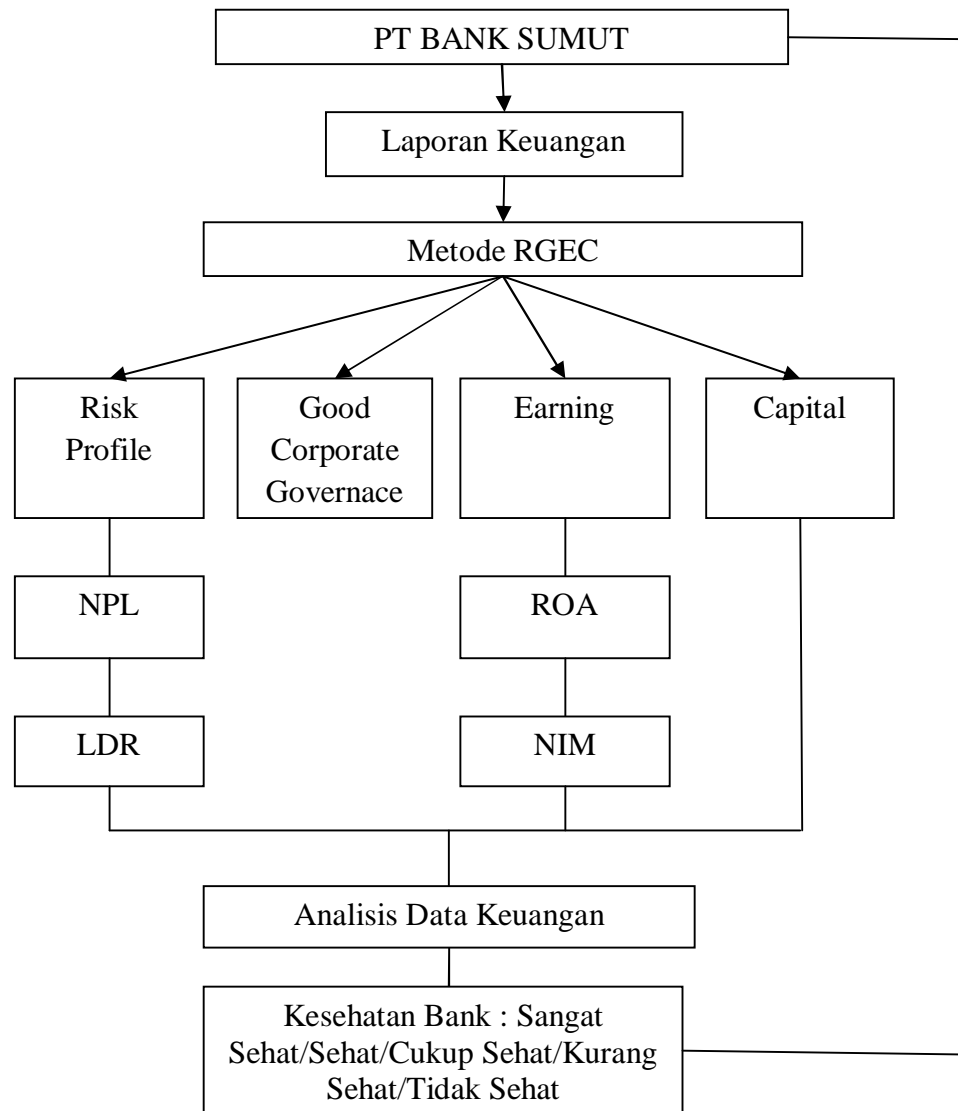 PT BANK SUMUT
Laporan Keuangan
Metode RGEC
Risk
Profile
Good
Corporate
Governace
Earning
Capital
NPL
ROA
LDR
NIM
Analisis Data Keuangan
Kesehatan Bank : Sangat
Sehat/Sehat/Cukup Sehat/Kurang
Sehat/Tidak Sehat